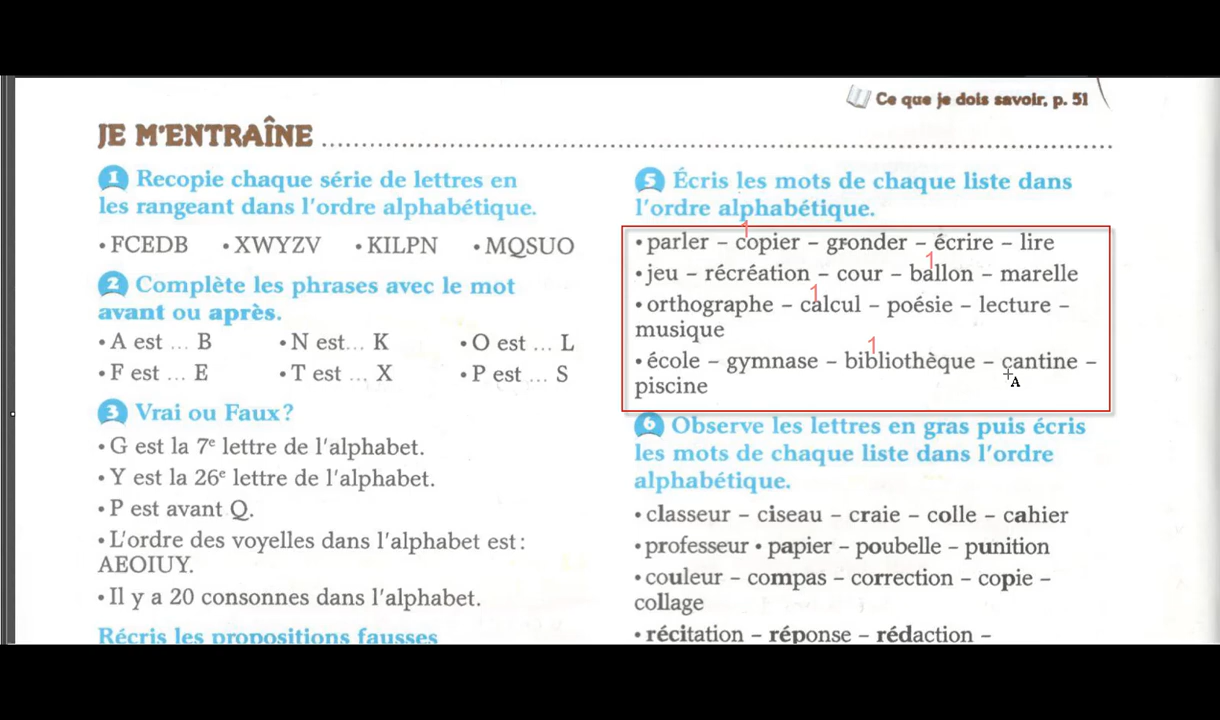 Ce que je dois savoir, p. 51
JE M'ENTRAÎNE
1 Recopie chaque série de lettres en
les rangeant dans l'ordre alphabétique.
• FCEDB • XWYZV • KILPN • MQSUO
2 Complète les phrases avec le mot
avant ou après.
• A est ... B • N est... K • O est ... L
• F est ... E • T est ... X • P est ... S
3 Vrai ou Faux ?
• G est la 7e lettre de l'alphabet.
• Y est la 26e lettre de l'alphabet.
• P est avant Q.
• L'ordre des voyelles dans l'alphabet est :
AEOIUY.
• Il y a 20 consonnes dans l'alphabet.
Récris les propositions fausses
5 Écris les mots de chaque liste dans
l'ordre alphabétique.
1
• parler – copier – gronder – écrire – lire
1
• jeu – récréation – cour – ballon – marelle
1
• orthographe – calcul – poésie – lecture –
musique
1
• école – gymnase – bibliothèque – cantine –
A
piscine
6 Observe les lettres en gras puis écris
les mots de chaque liste dans l'ordre
alphabétique.
• classeur – ciseau – craie – colle – cahier
• professeur • papier – poubelle – punition
• couleur – compas – correction – copie –
collage
• récitation – réponse – rédaction –